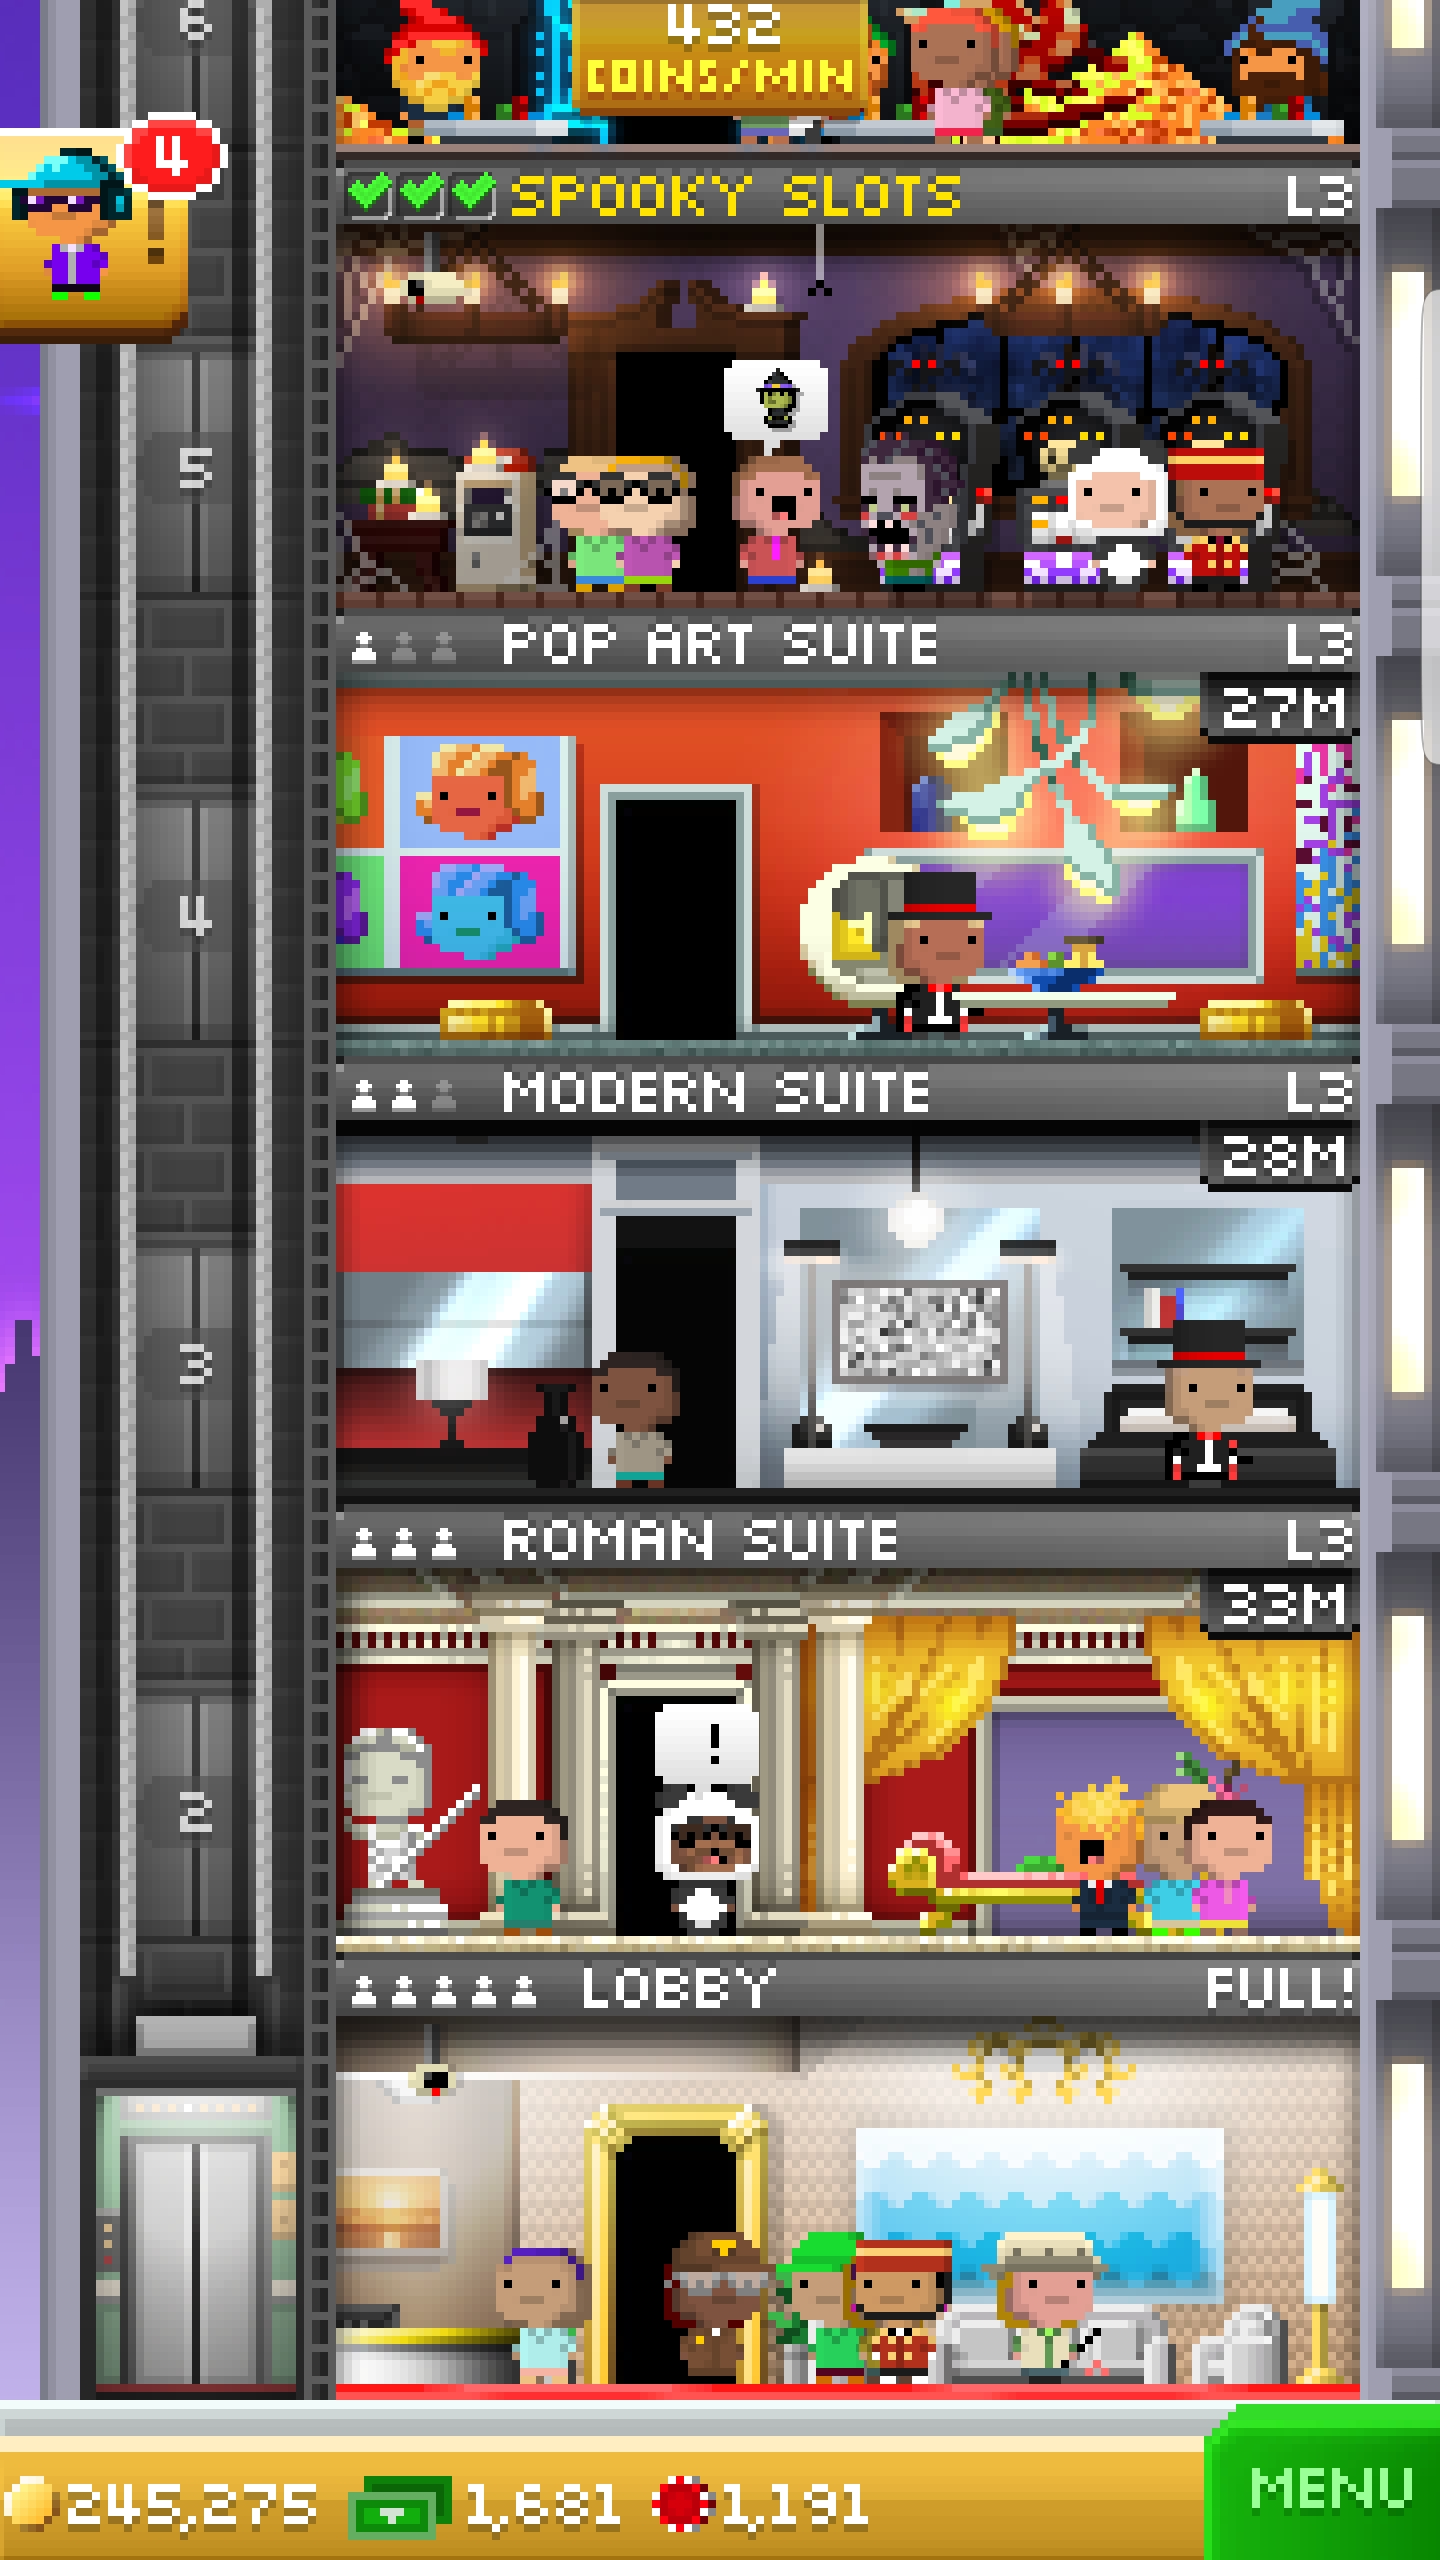 6
432
COINS/MIN
4
!
SPOOKY SLOTS L3
5
POP ART SUITE L3
27M
4
MODERN SUITE L3
28M
3
ROMAN SUITE L3
33M
!
2
LOBBY FULL!
245,275 1,681 1,191
MENU